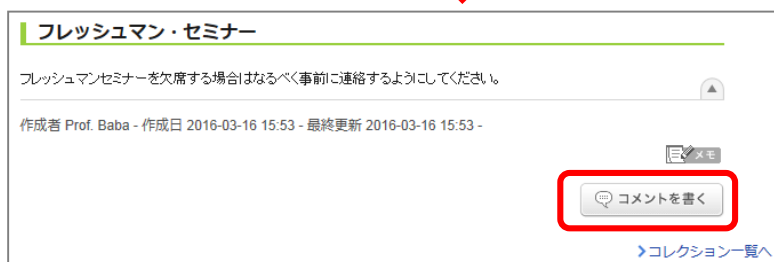 フレッシュマン・セミナー
フレッシュマンセミナーを欠席する場合はなるべく事前に連絡するようにしてください。
作成者 Prof. Baba - 作成日 2016-03-16 15:53 - 最終更新 2016-03-16 15:53 -
メモ
コメントを書く
>コレクション一覧へ